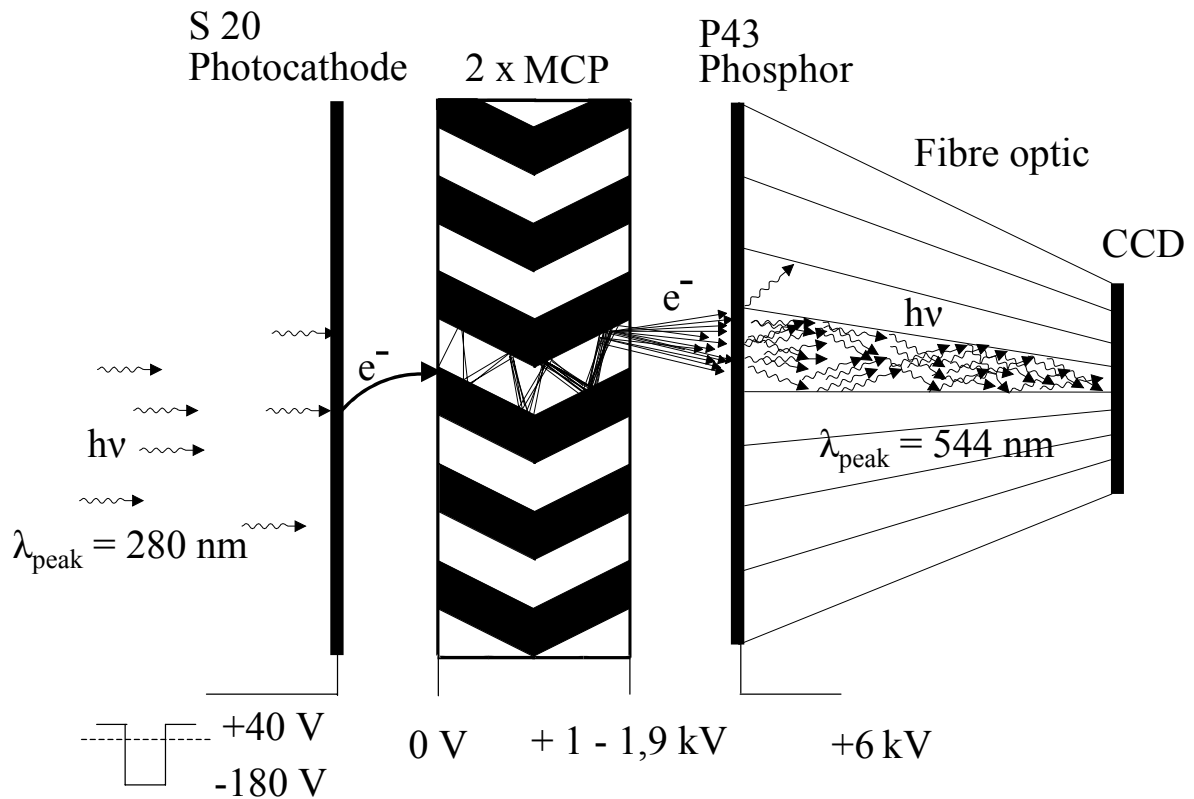 S 20
Photocathode
2 x MCP
P43
Phosphor
Fibre optic
CCD
e-
hν
e-
hν
λpeak = 544 nm
λpeak = 280 nm
+40 V
-180 V
0 V
+ 1 - 1,9 kV
+6 kV